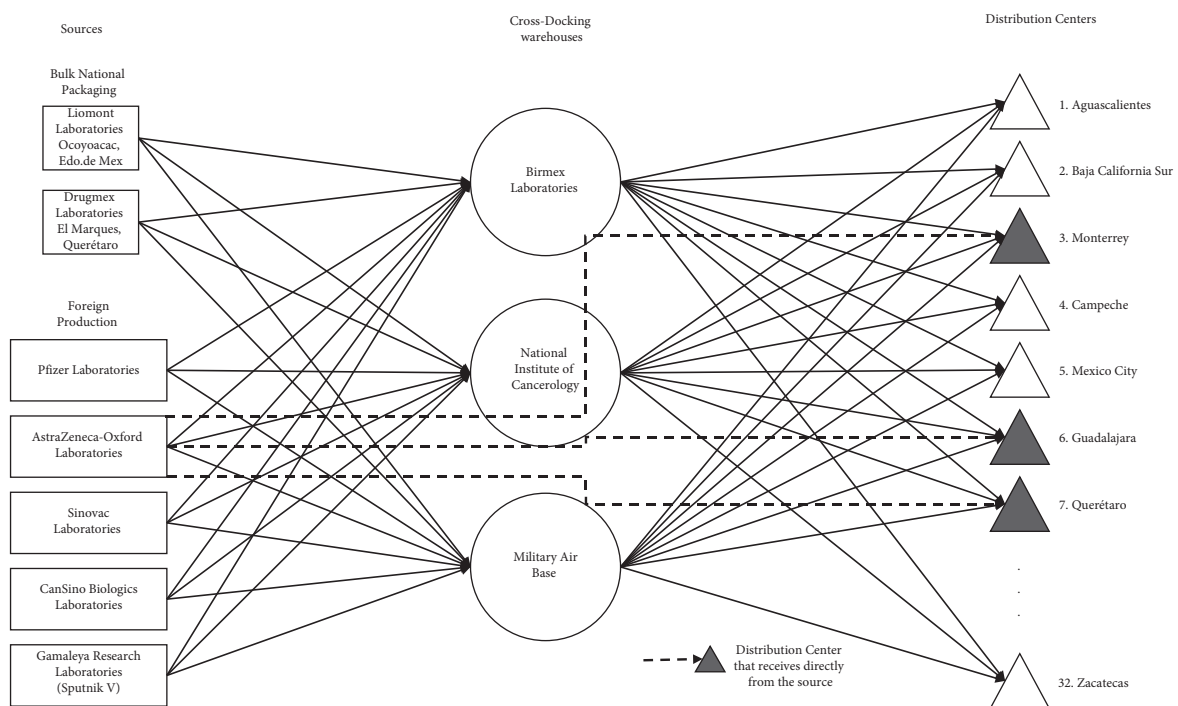 Sources
Cross-Docking
warehouses
Distribution Centers
Bulk National
Packaging
Liomont
Laboratories
Ocoyoacac,
Edo.de Mex
Drugmex
Laboratories
El Marques,
Querétaro
Foreign
Production
Pfizer Laboratories
AstraZeneca-Oxford
Laboratories
Sinovac
Laboratories
CanSino Biologics
Laboratories
Gamaleya Research
Laboratories
(Sputnik V)
Birmex
Laboratories
National
Institute of
Cancerology
Military Air
Base
1. Aguascalientes
2. Baja California Sur
3. Monterrey
4. Campeche
5. Mexico City
6. Guadalajara
7. Querétaro
.
.
.
32. Zacatecas
Distribution Center
that receives directly
from the source